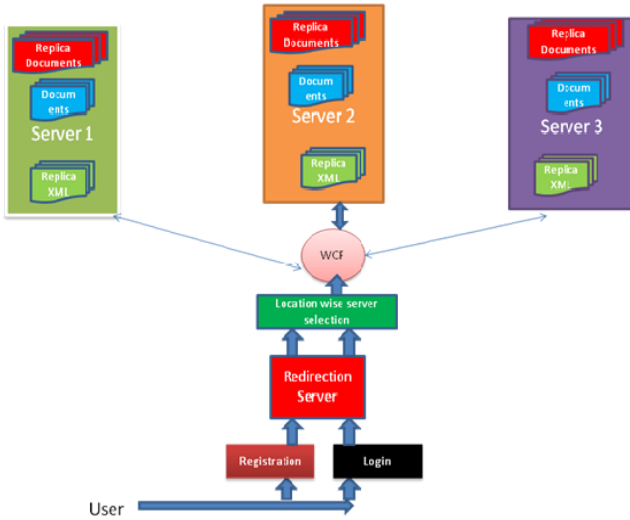 Replica
Documents
Docum
ents
Server 1
Replica
XML
Replica
Documents
Docum
ents
Server 2
Replica
XML
Replica
Documents
Docum
ents
Server 3
Replica
XML
WCF
Location wise server
selection
Redirection
Server
Registration
Login
User